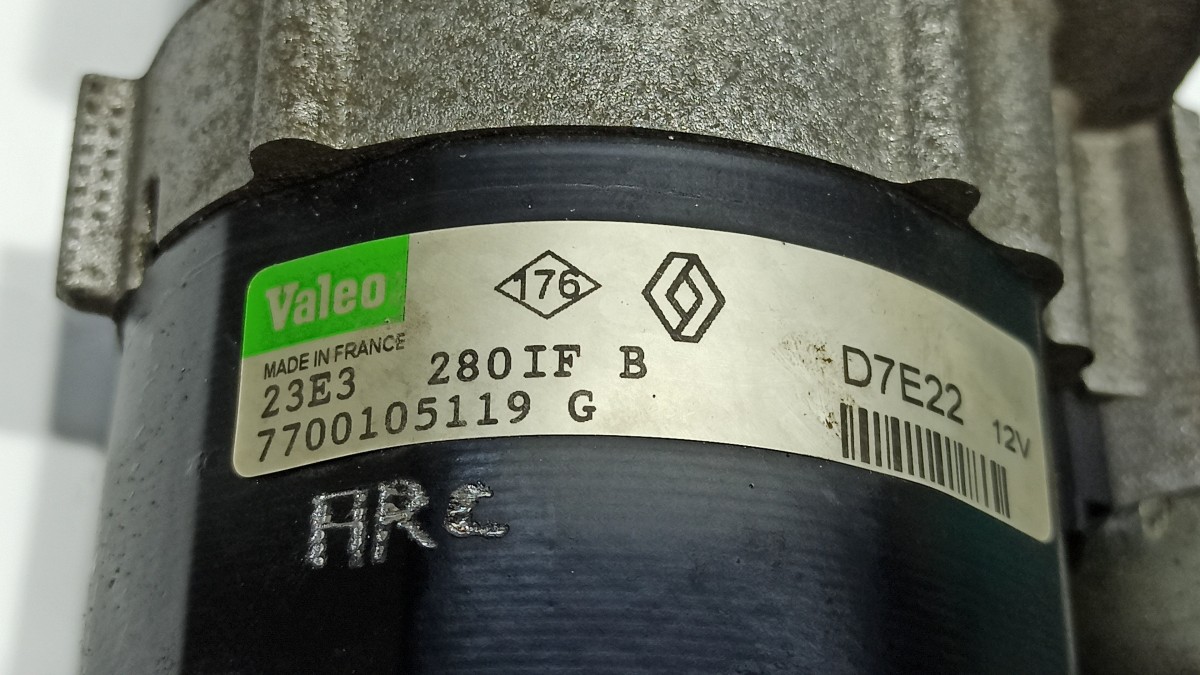 Valeo
176
MADE IN FRANCE
23E3 280IF B
7700105119 G
D7E22
12V
ARC